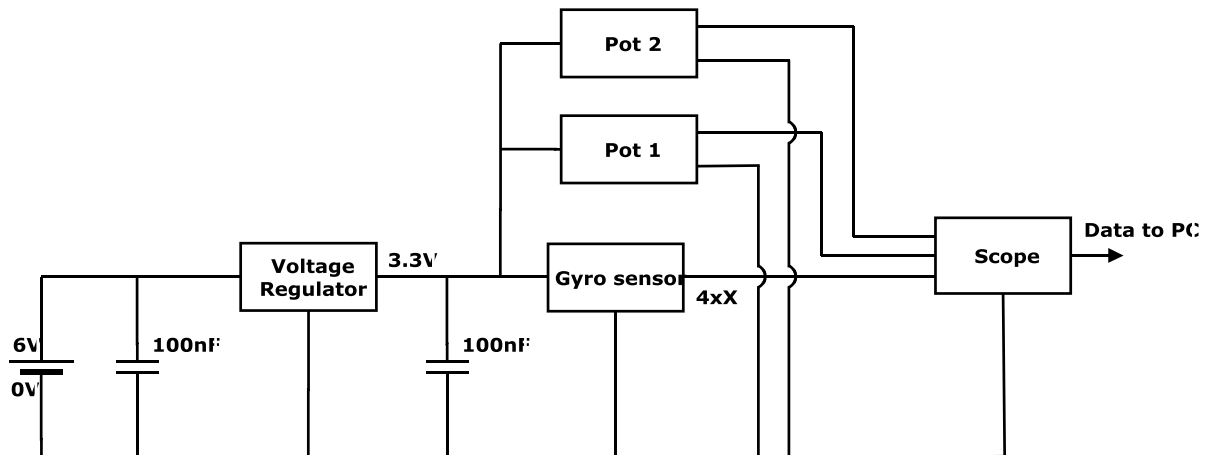 Pot 2
Pot 1
Data to PC
Scope
Voltage
Regulator
3.3V
Gyro sensor
4xX
6V
100nF
100nF
0V